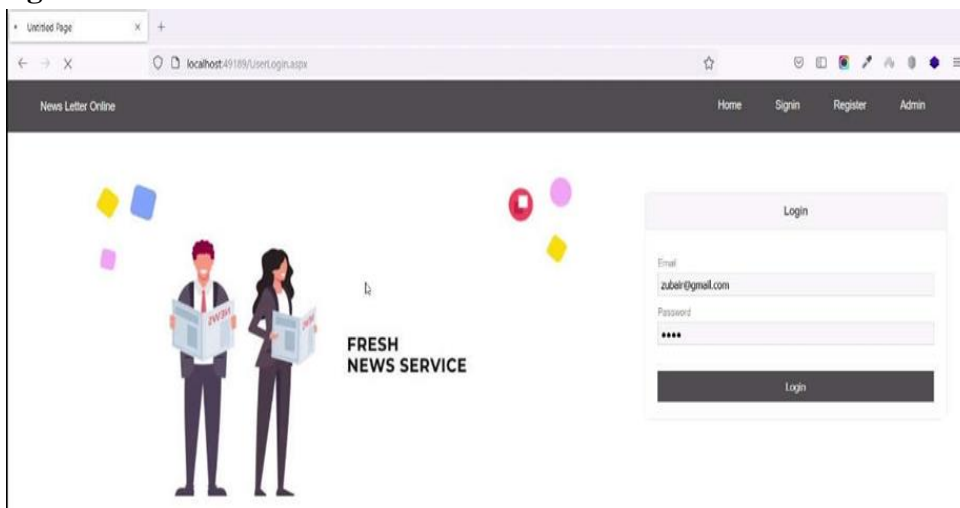 Untitled Page
localhost:49189/UserLogin.aspx
News Letter Online
Home Signin Register Admin
Login
Email
zubair@gmail.com
Password
••••
Login
FRESH
NEWS SERVICE